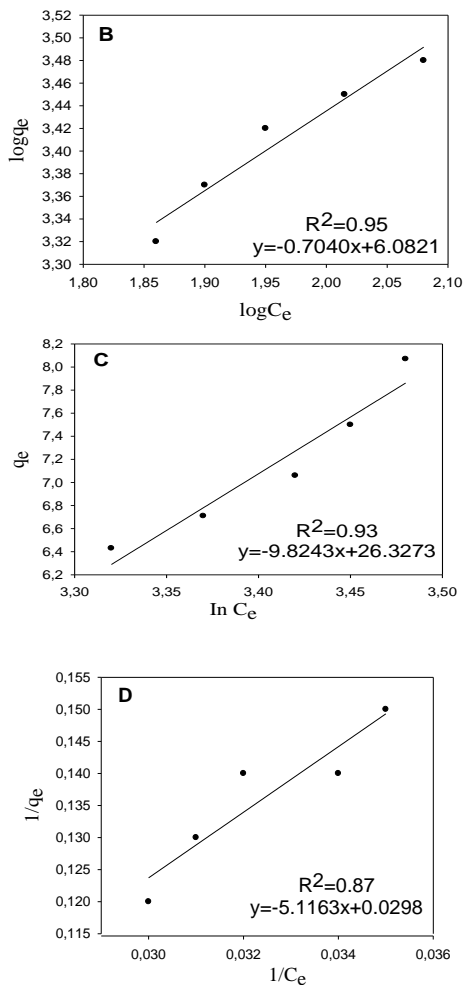 3,52
B
3,50
3,48
3,46
3,44
3,42
3,40
3,38
3,36
3,34
3,32
3,30
logqe
R2=0.95
y=-0.7040x+6.0821
1,80 1,85 1,90 1,95 2,00 2,05 2,10
logCe
8,2
C
8,0
7,8
7,6
7,4
7,2
7,0
6,8
6,6
6,4
6,2
qe
R2=0.93
y=-9.8243x+26.3273
3,30 3,35 3,40 3,45 3,50
In Ce
0,155
D
0,150
0,145
0,140
0,135
0,130
0,125
0,120
0,115
1/qe
R2=0.87
y=-5.1163x+0.0298
0,030 0,032 0,034 0,036
1/Ce